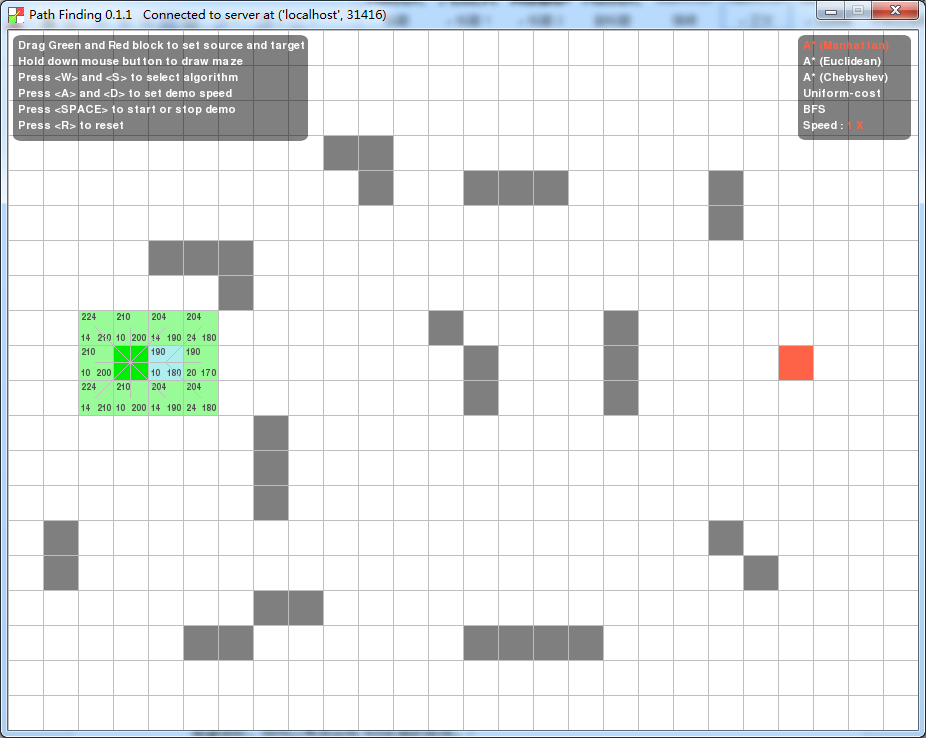 Path Finding 0.1.1   Connected to server at ('localhost', 31416)
Drag Green and Red block to set source and target
Hold down mouse button to draw maze
Press <W> and <S> to select algorithm
Press <A> and <D> to set demo speed
Press <SPACE> to start or stop demo
Press <R> to reset
A* (Manhattan)
A* (Euclidean)
A* (Chebyshev)
Uniform-cost
BFS
Speed : 1 X
224 210 204 204
14 210 10 200 14 190 24 180
210 190 190
10 200 10 180 20 170
224 210 204 204
14 210 10 200 14 190 24 180